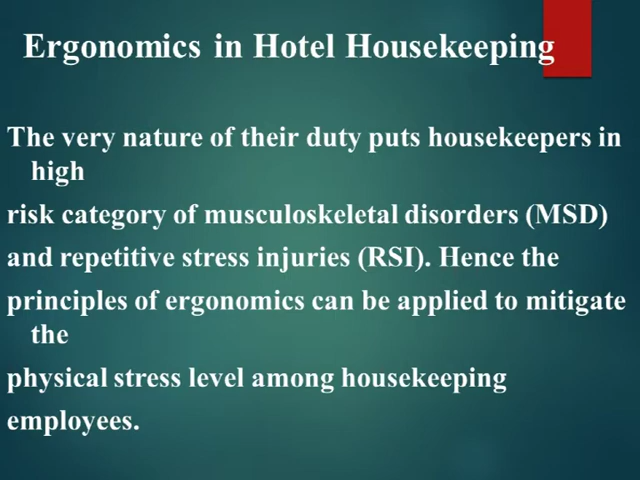 Ergonomics in Hotel Housekeeping
The very nature of their duty puts housekeepers in
high
risk category of musculoskeletal disorders (MSD)
and repetitive stress injuries (RSI). Hence the
principles of ergonomics can be applied to mitigate
the
physical stress level among housekeeping
employees.